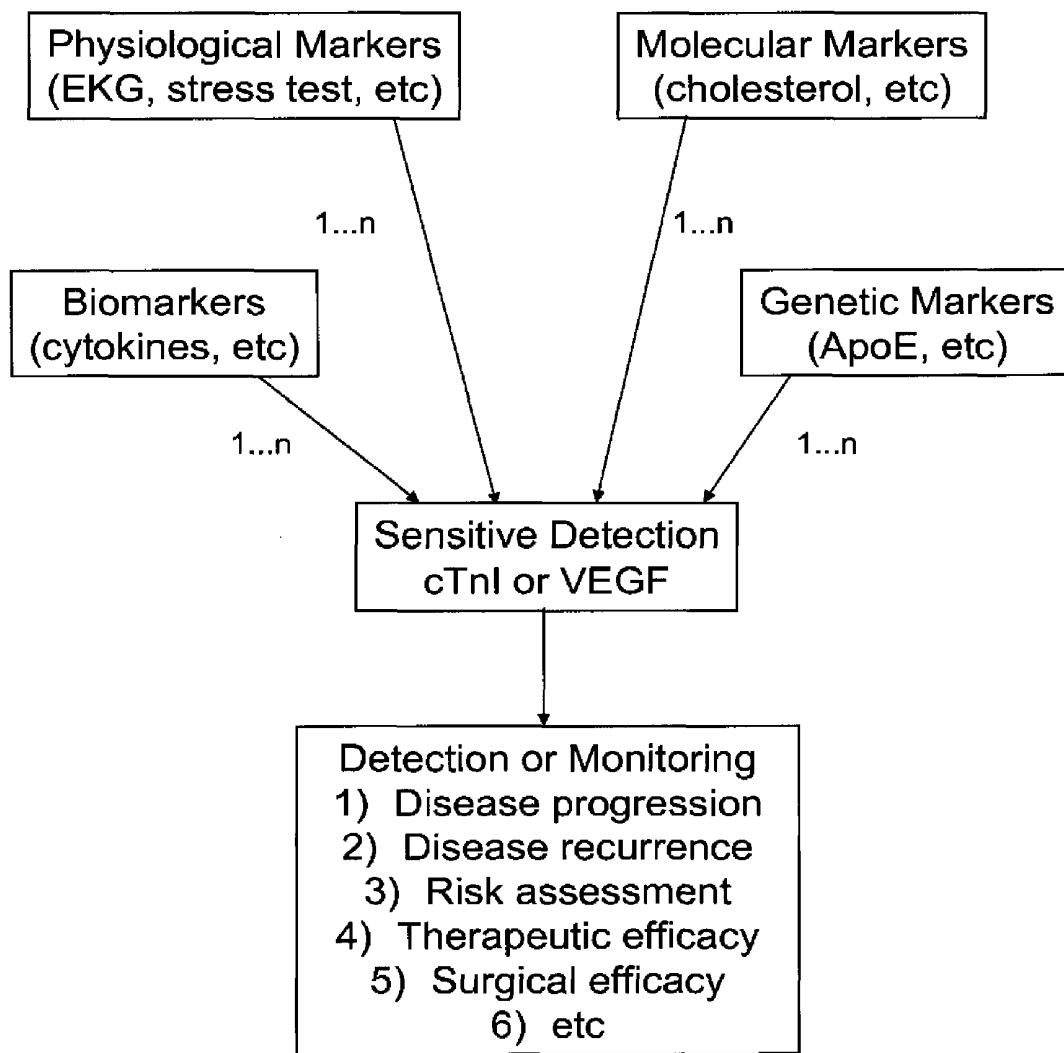 Physiological Markers
(EKG, stress test, etc)
Molecular Markers
(cholesterol, etc)
1...n
1...n
Biomarkers
(cytokines, etc)
Genetic Markers
(ApoE, etc)
1...n
1...n
Sensitive Detection
cTnI or VEGF
Detection or Monitoring
1) Disease progression
2) Disease recurrence
3) Risk assessment
4) Therapeutic efficacy
5) Surgical efficacy
6) etc